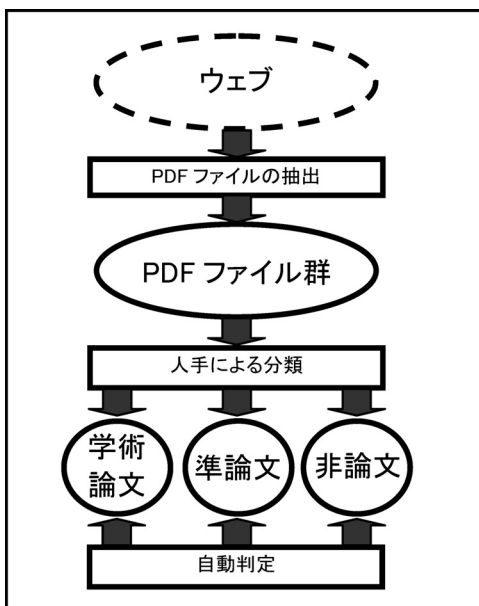 ウェブ
PDF ファイルの抽出
PDF ファイル群
人手による分類
学術
論文
準論文
非論文
自動判定